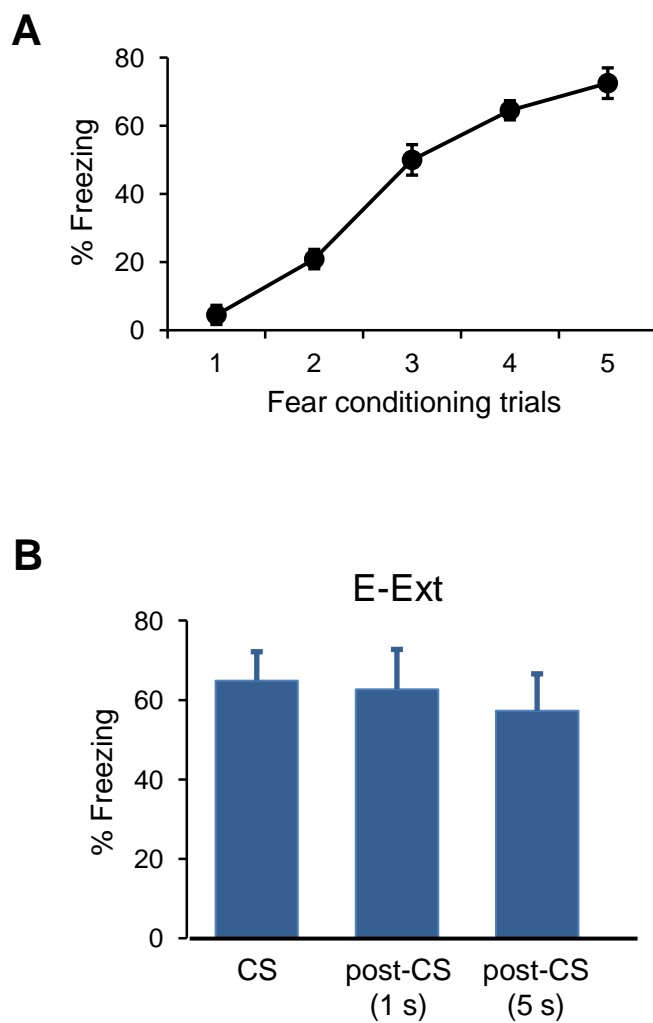 A
80
60
40
20
0
% Freezing
1 2 3 4 5
Fear conditioning trials
B
E-Ext
80
60
40
20
0
% Freezing
CS post-CS post-CS
(1 s) (5 s)